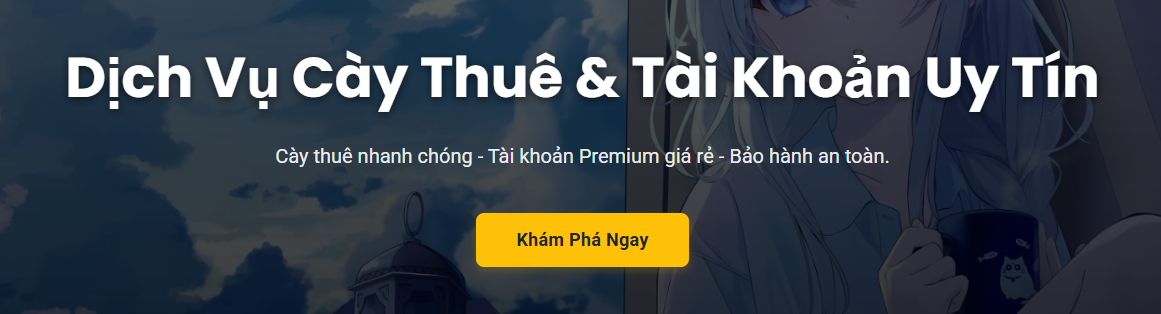 Dịch Vụ Cày Thuê & Tài Khoản Uy Tín
Cày thuê nhanh chóng - Tài khoản Premium giá rẻ - Bảo hành an toàn.
Khám Phá Ngay